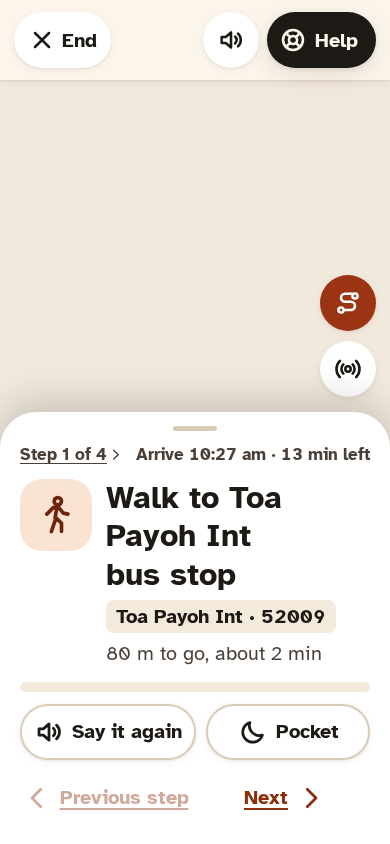 End
Help
Step 1 of 4
Arrive 10:27 am · 13 min left
Walk to Toa
Payoh Int
bus stop
Toa Payoh Int · 52009
80 m to go, about 2 min
Say it again
Pocket
Previous step
Next